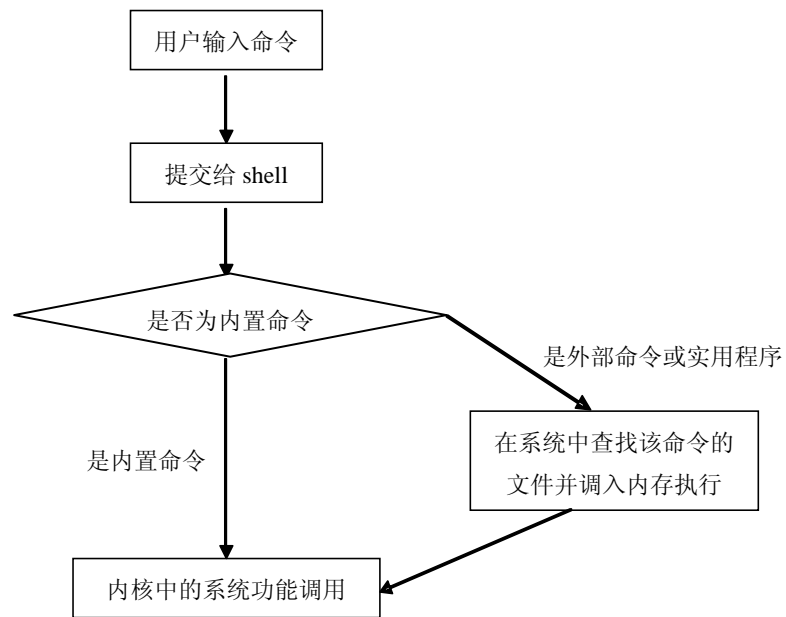 用户输入命令
提交给 shell
是否为内置命令
是外部命令或实用程序
在系统中查找该命令的
文件并调入内存执行
是内置命令
内核中的系统功能调用